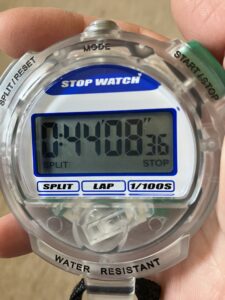 MODE
SPLIT/RESET
START/STOP
STOP WATCH
0:44'08"36
SPLIT STOP
SPLIT LAP 1/100S
WATER RESISTANT